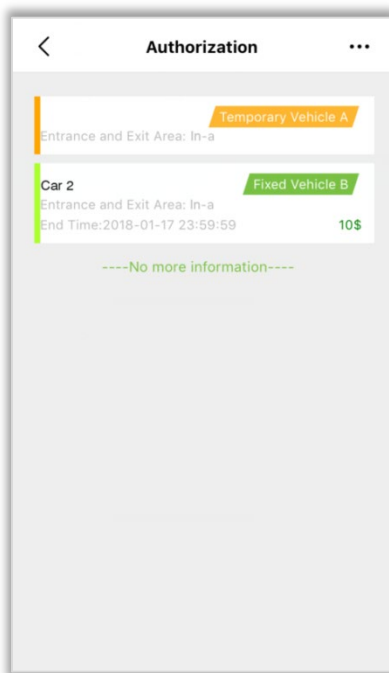 Authorization
Temporary Vehicle A
Entrance and Exit Area: In-a
Car 2
Fixed Vehicle B
Entrance and Exit Area: In-a
End Time:2018-01-17 23:59:59
10$
----No more information----